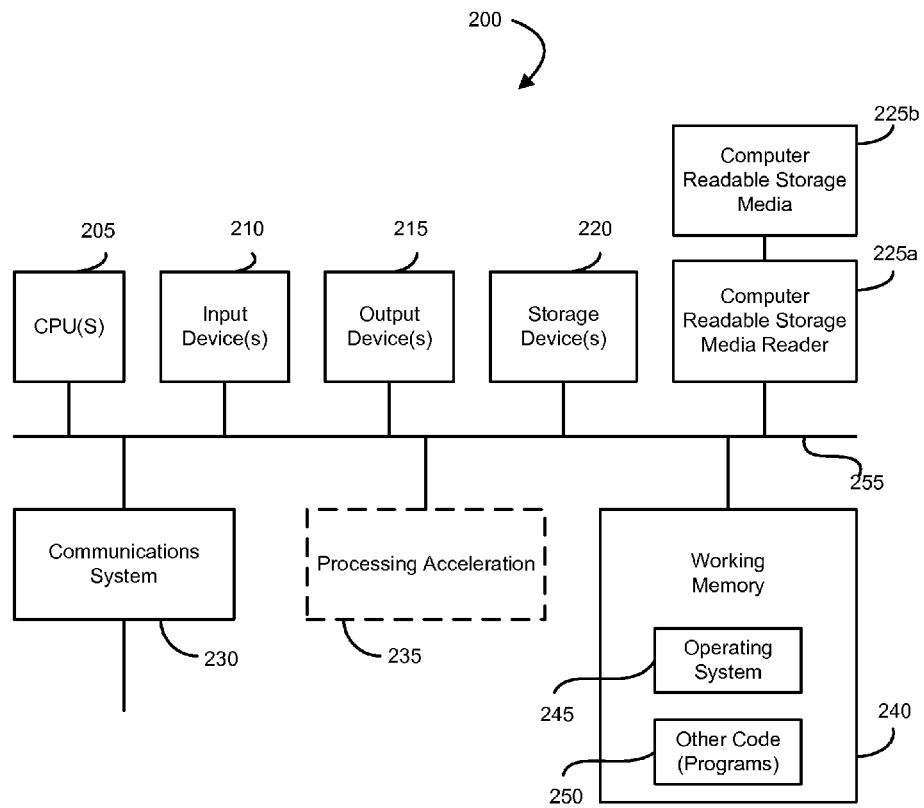 200
225b
Computer
Readable Storage
Media
205
210
215
220
225a
CPU(S)
Input
Device(s)
Output
Device(s)
Storage
Device(s)
Computer
Readable Storage
Media Reader
255
Communications
System
Processing Acceleration
Working
Memory
230
235
Operating
System
245
240
Other Code
(Programs)
250